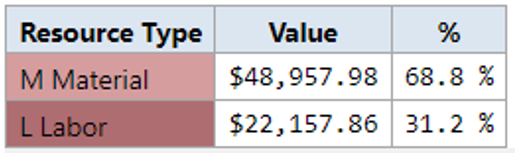 Resource Type Value %
M Material $48,957.98 68.8 %
L Labor $22,157.86 31.2 %